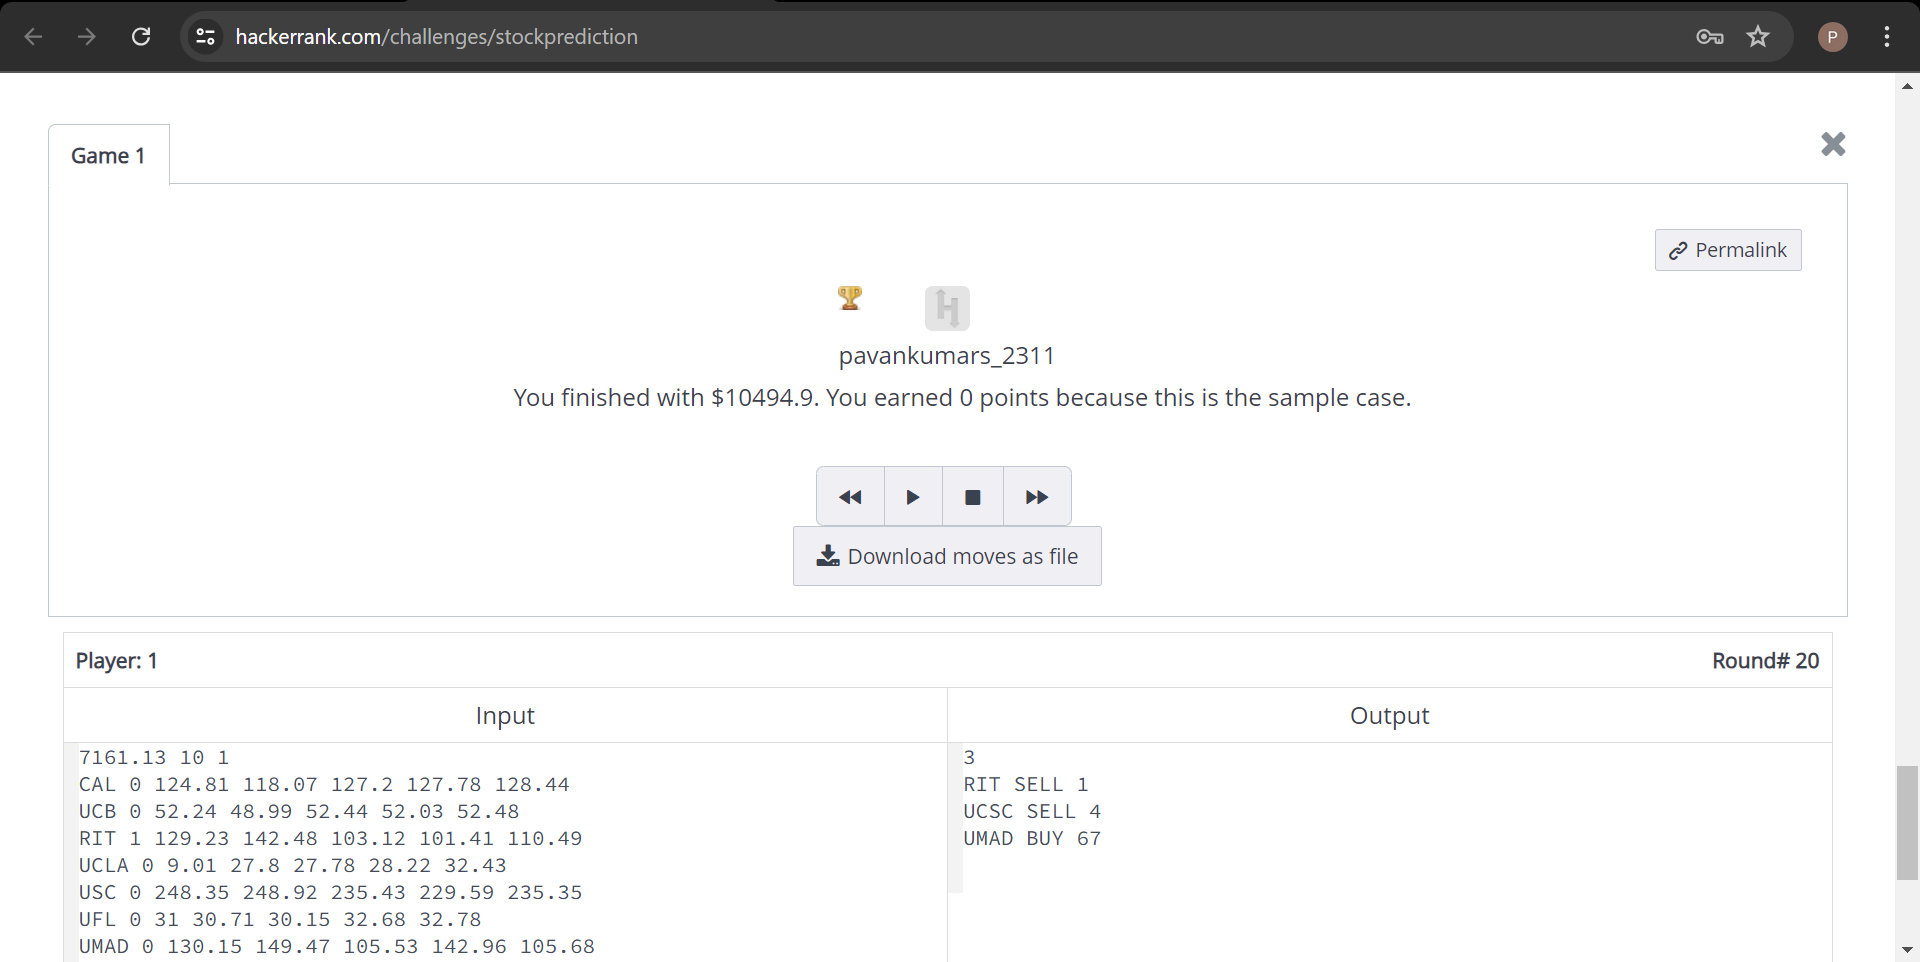 hackerrank.com/challenges/stockprediction
P
Game 1
Permalink
H
pavankumars_2311
You finished with $10494.9. You earned 0 points because this is the sample case.
Download moves as file
Player: 1
Round# 20
Input
Output
7161.13 10 1
CAL 0 124.81 118.07 127.2 127.78 128.44
UCB 0 52.24 48.99 52.44 52.03 52.48
RIT 1 129.23 142.48 103.12 101.41 110.49
UCLA 0 9.01 27.8 27.78 28.22 32.43
USC 0 248.35 248.92 235.43 229.59 235.35
UFL 0 31 30.71 30.15 32.68 32.78
UMAD 0 130.15 149.47 105.53 142.96 105.68
3
RIT SELL 1
UCSC SELL 4
UMAD BUY 67